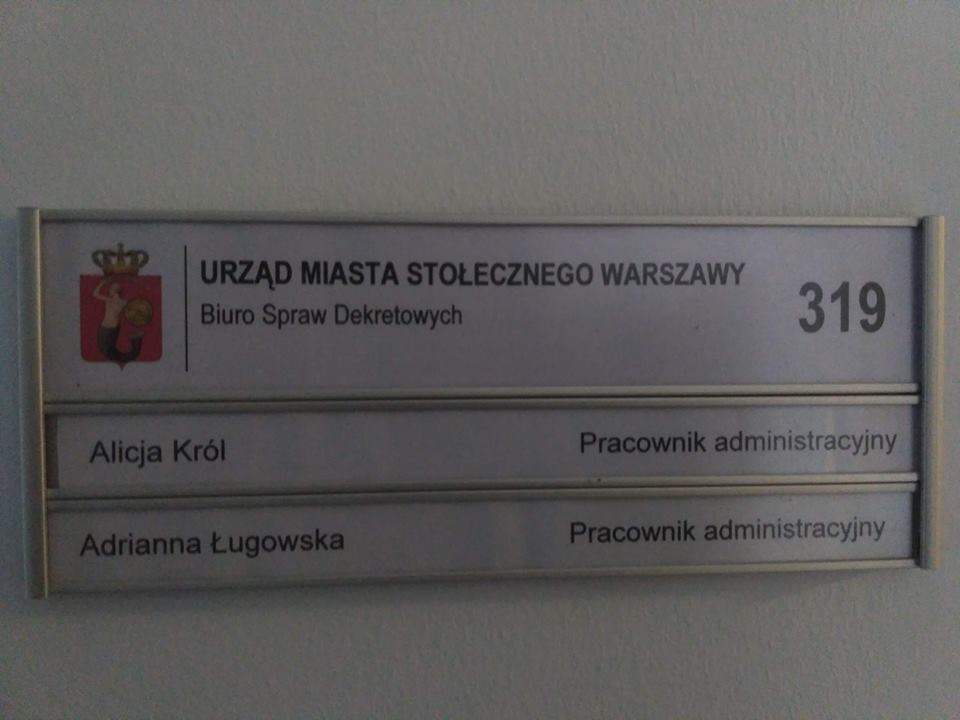 URZĄD MIASTA STOŁECZNEGO WARSZAWY
Biuro Spraw Dekretowych
319
Alicja Król Pracownik administracyjny
Adrianna Ługowska Pracownik administracyjny